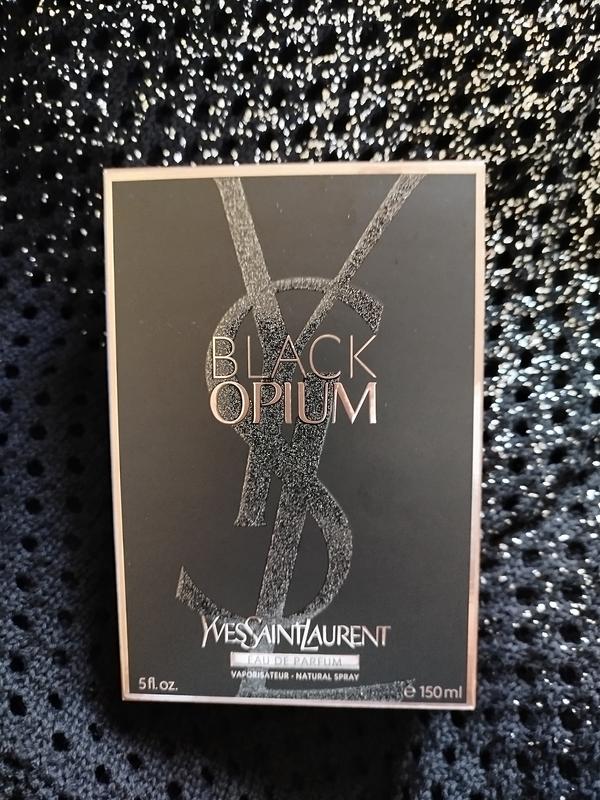 BLACK
OPIUM
YVESSAINTLAURENT
EAU DE PARFUM
VAPORISATEUR • NATURAL SPRAY
5 fl. oz.
e 150 ml